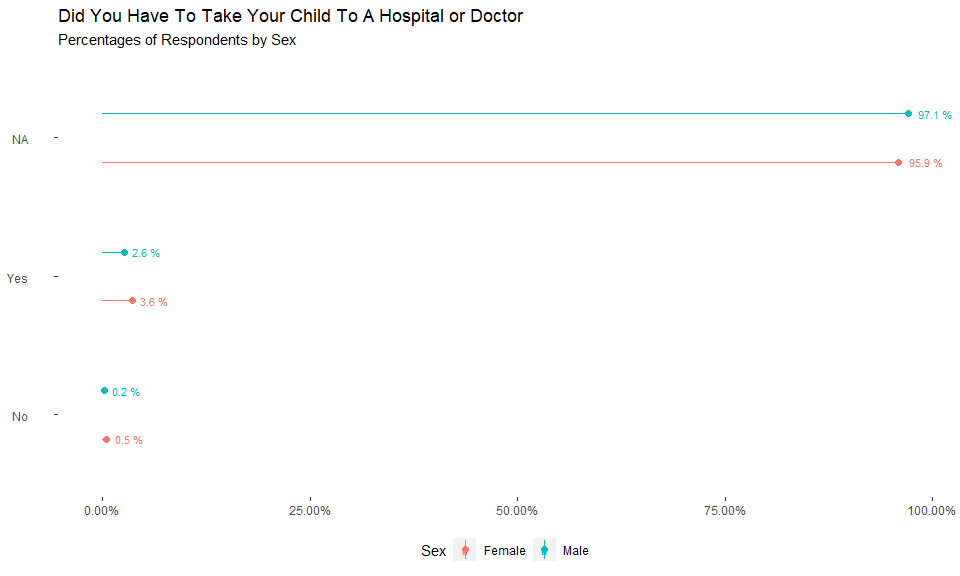 Did You Have To Take Your Child To A Hospital or Doctor
Percentages of Respondents by Sex
97.1 %
NA
95.9 %
2.6 %
Yes
3.6 %
0.2 %
No
0.5 %
0.00% 25.00% 50.00% 75.00% 100.00%
Sex Female Male